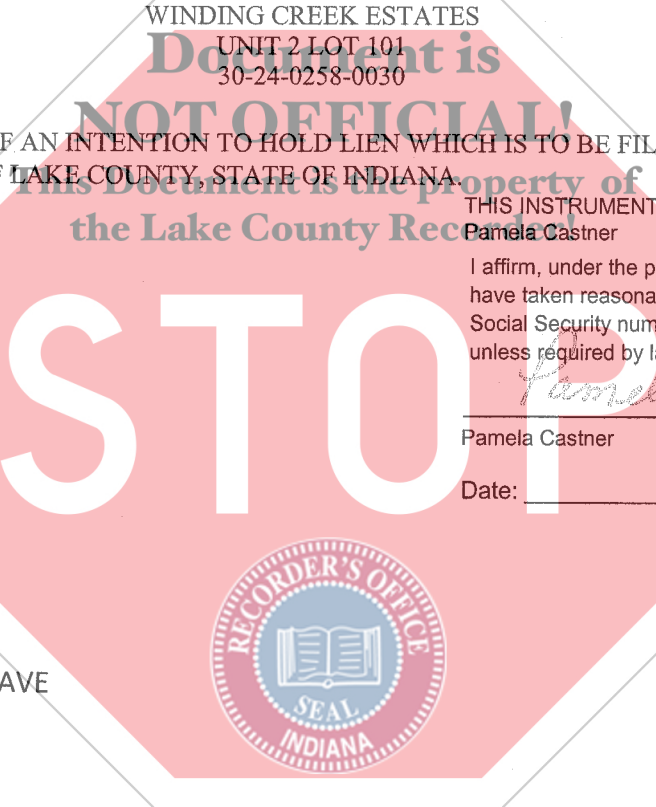 WINDING CREEK ESTATES
Document is
UNIT 2 LOT 101
30-24-0258-0030
NOT OFFICIAL!
F AN INTENTION TO HOLD LIEN WHICH IS TO BE FIL
LAKE COUNTY, STATE OF INDIANA.
This Document is the property of
the Lake County Recorder!
THIS INSTRUMENT
Pamela Castner
I affirm, under the p
have taken reasona
Social Security num
unless required by la
Pamel
Pamela Castner
Date:
STOP
RECORDER'S OFFICE
SEAL
INDIANA
AVE